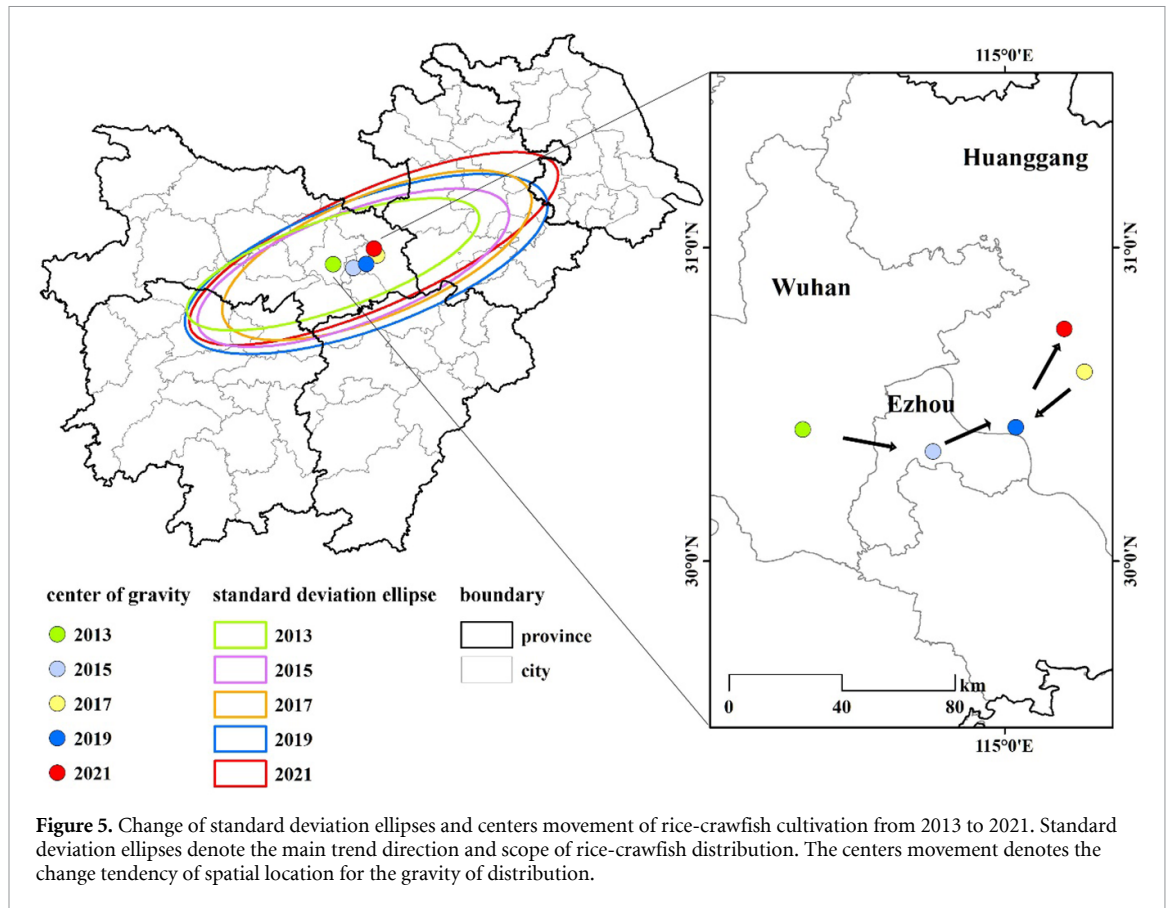 115°0'E
Huanggang
31°0'N
31°0'N
Wuhan
Ezhou
30°0'N
30°0'N
km
0 40 80
115°0'E
center of gravity standard deviation ellipse boundary
2013 2013 province
2015 2015 city
2017 2017
2019 2019
2021 2021
Figure 5. Change of standard deviation ellipses and centers movement of rice-crawfish cultivation from 2013 to 2021. Standard
deviation ellipses denote the main trend direction and scope of rice-crawfish distribution. The centers movement denotes the
change tendency of spatial location for the gravity of distribution.